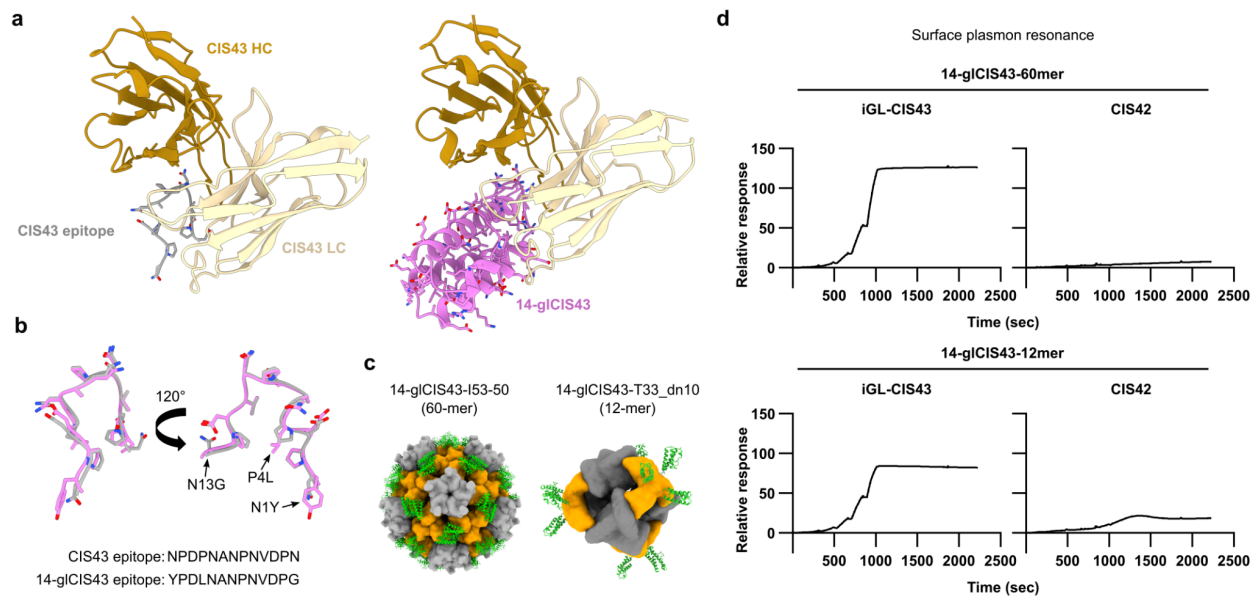 a
CIS43 HC
CIS43 epitope
CIS43 LC
14-glCIS43
b
120°
N13G
P4L
N1Y
CIS43 epitope: NPDPNANPNVDPN
14-glCIS43 epitope: YPDLNANPNVDPG
c
14-glCIS43-I53-50
(60-mer)
14-glCIS43-T33_dn10
(12-mer)
d
Surface plasmon resonance
14-glCIS43-60mer
iGL-CIS43
CIS42
Relative response
150
100
50
0
500 1000 1500 2000 2500
500 1000 1500 2000 2500
Time (sec)
Time (sec)
14-glCIS43-12mer
iGL-CIS43
CIS42
Relative response
150
100
50
0
500 1000 1500 2000 2500
500 1000 1500 2000 2500
Time (sec)
Time (sec)